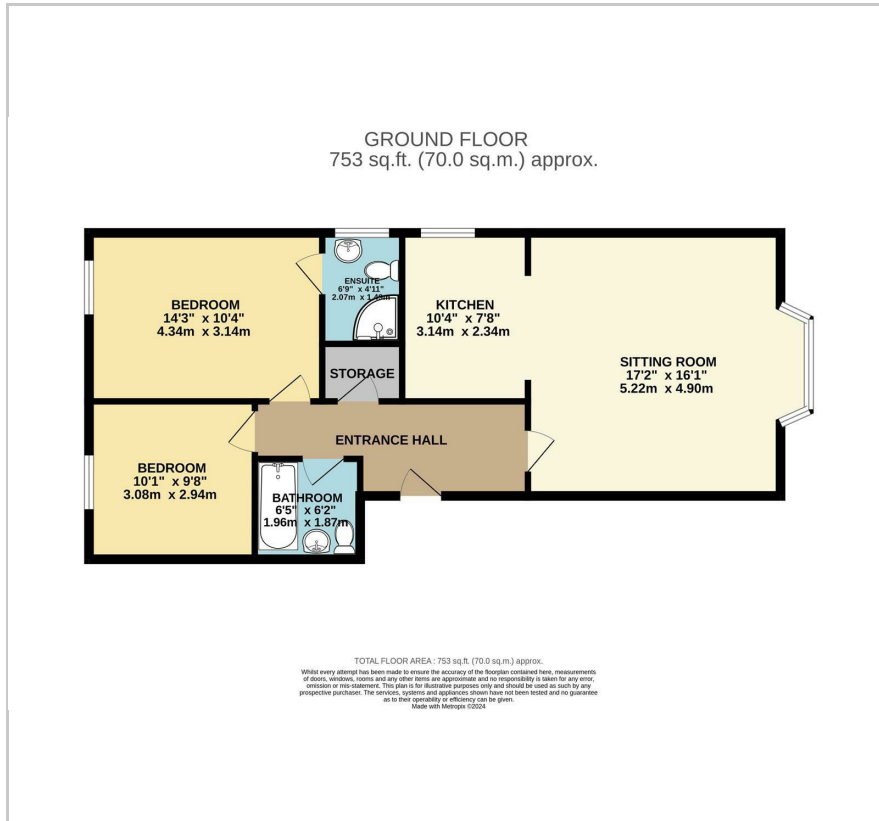 GROUND FLOOR
753 sq.ft. (70.0 sq.m.) approx.
BEDROOM
14'3" x 10'4"
4.34m x 3.14m
ENSUITE
6'9" x 4'11"
2.07m x 1.49m
KITCHEN
10'4" x 7'8"
3.14m x 2.34m
SITTING ROOM
17'2" x 16'1"
5.22m x 4.90m
STORAGE
ENTRANCE HALL
BEDROOM
10'1" x 9'8"
3.08m x 2.94m
BATHROOM
6'5" x 6'2"
1.96m x 1.87m
TOTAL FLOOR AREA : 753 sq.ft. (70.0 sq.m.) approx.
Whilst every attempt has been made to ensure the accuracy of the floorplan contained here, measurements
of doors, windows, rooms and any other items are approximate and no responsibility is taken for any error,
omission or mis-statement. This plan is for illustrative purposes only and should be used as such by any
prospective purchaser. The services, systems and appliances shown have not been tested and no guarantee
as to their operability or efficiency can be given.
Made with Metropix ©2024